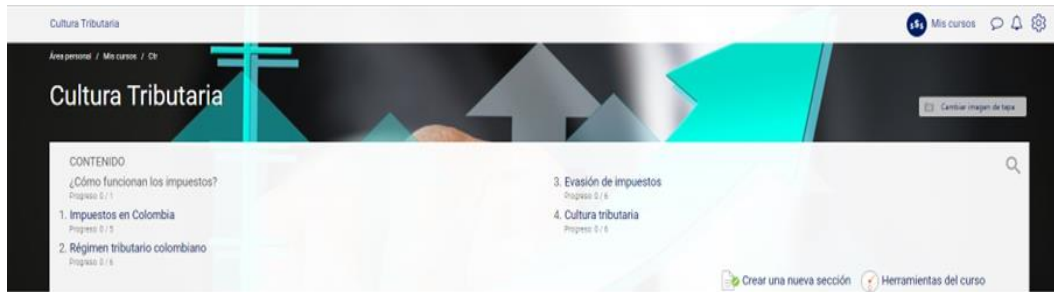 Cultura Tributaria
Mis cursos
Área personal / Mis cursos / Ctr
Cultura Tributaria
Cambiar imagen de tapa
CONTENIDO
¿Cómo funcionan los impuestos?
Progreso 0 / 1
1. Impuestos en Colombia
Progreso 0 / 5
2. Régimen tributario colombiano
Progreso 0 / 6
3. Evasión de impuestos
Progreso 0 / 6
4. Cultura tributaria
Progreso 0 / 6
Crear una nueva sección
Herramientas del curso